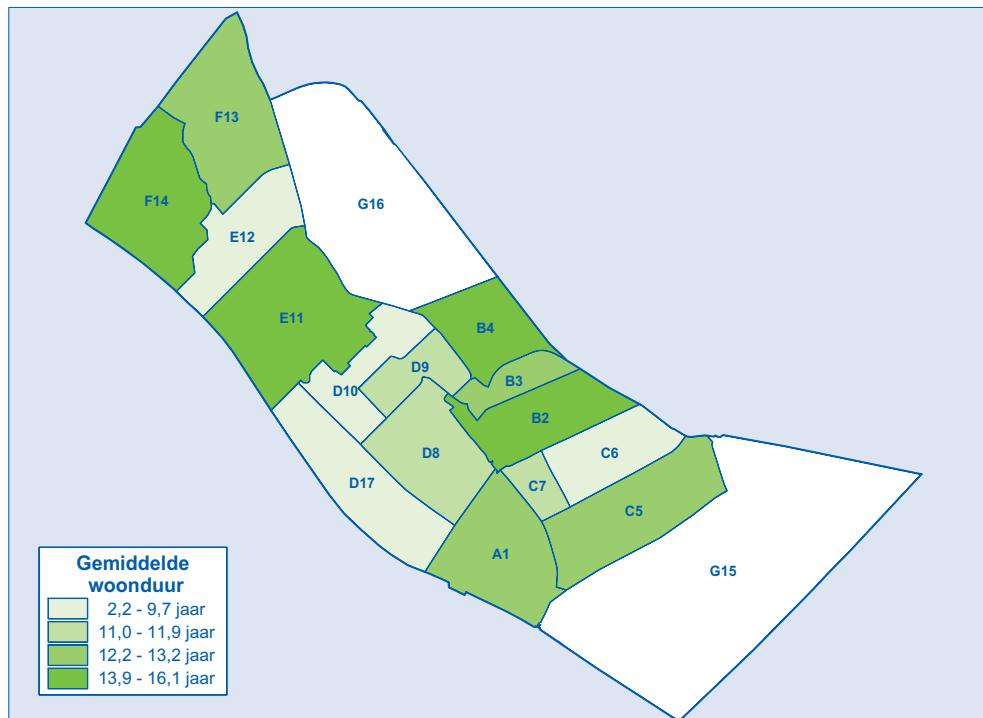 F13
F14
G16
E12
E11
B4
D9
B3
D10
B2
D8
C6
D17
C7
C5
A1
G15
Gemiddelde
woonduur
2,2 - 9,7 jaar
11,0 - 11,9 jaar
12,2 - 13,2 jaar
13,9 - 16,1 jaar